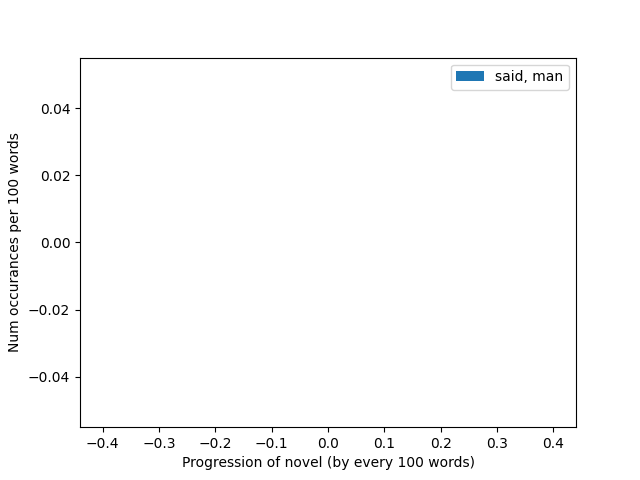 said, man
0.04
0.02
0.00
−0.02
−0.04
Num occurances per 100 words
−0.4 −0.3 −0.2 −0.1 0.0 0.1 0.2 0.3 0.4
Progression of novel (by every 100 words)